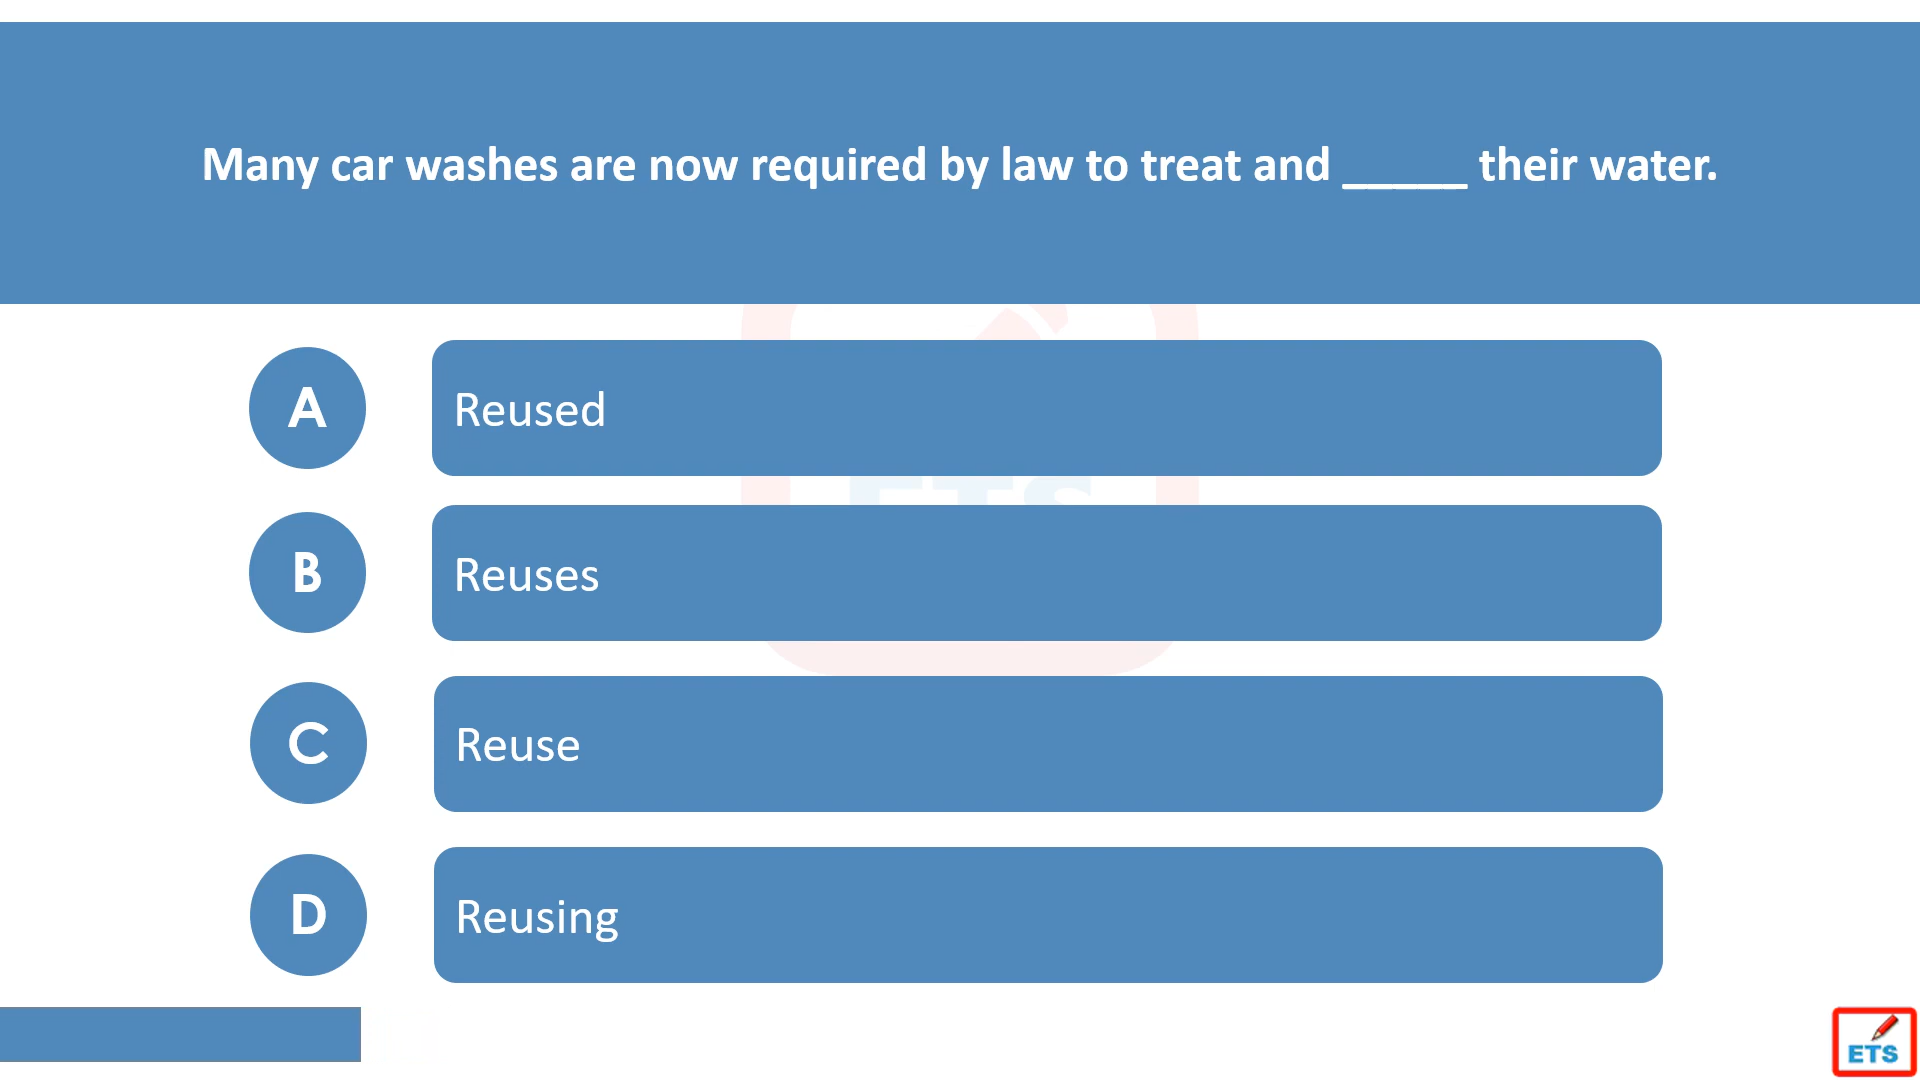 Many car washes are now required by law to treat and _____ their water.
A
Reused
B
Reuses
C
Reuse
D
Reusing
ETS